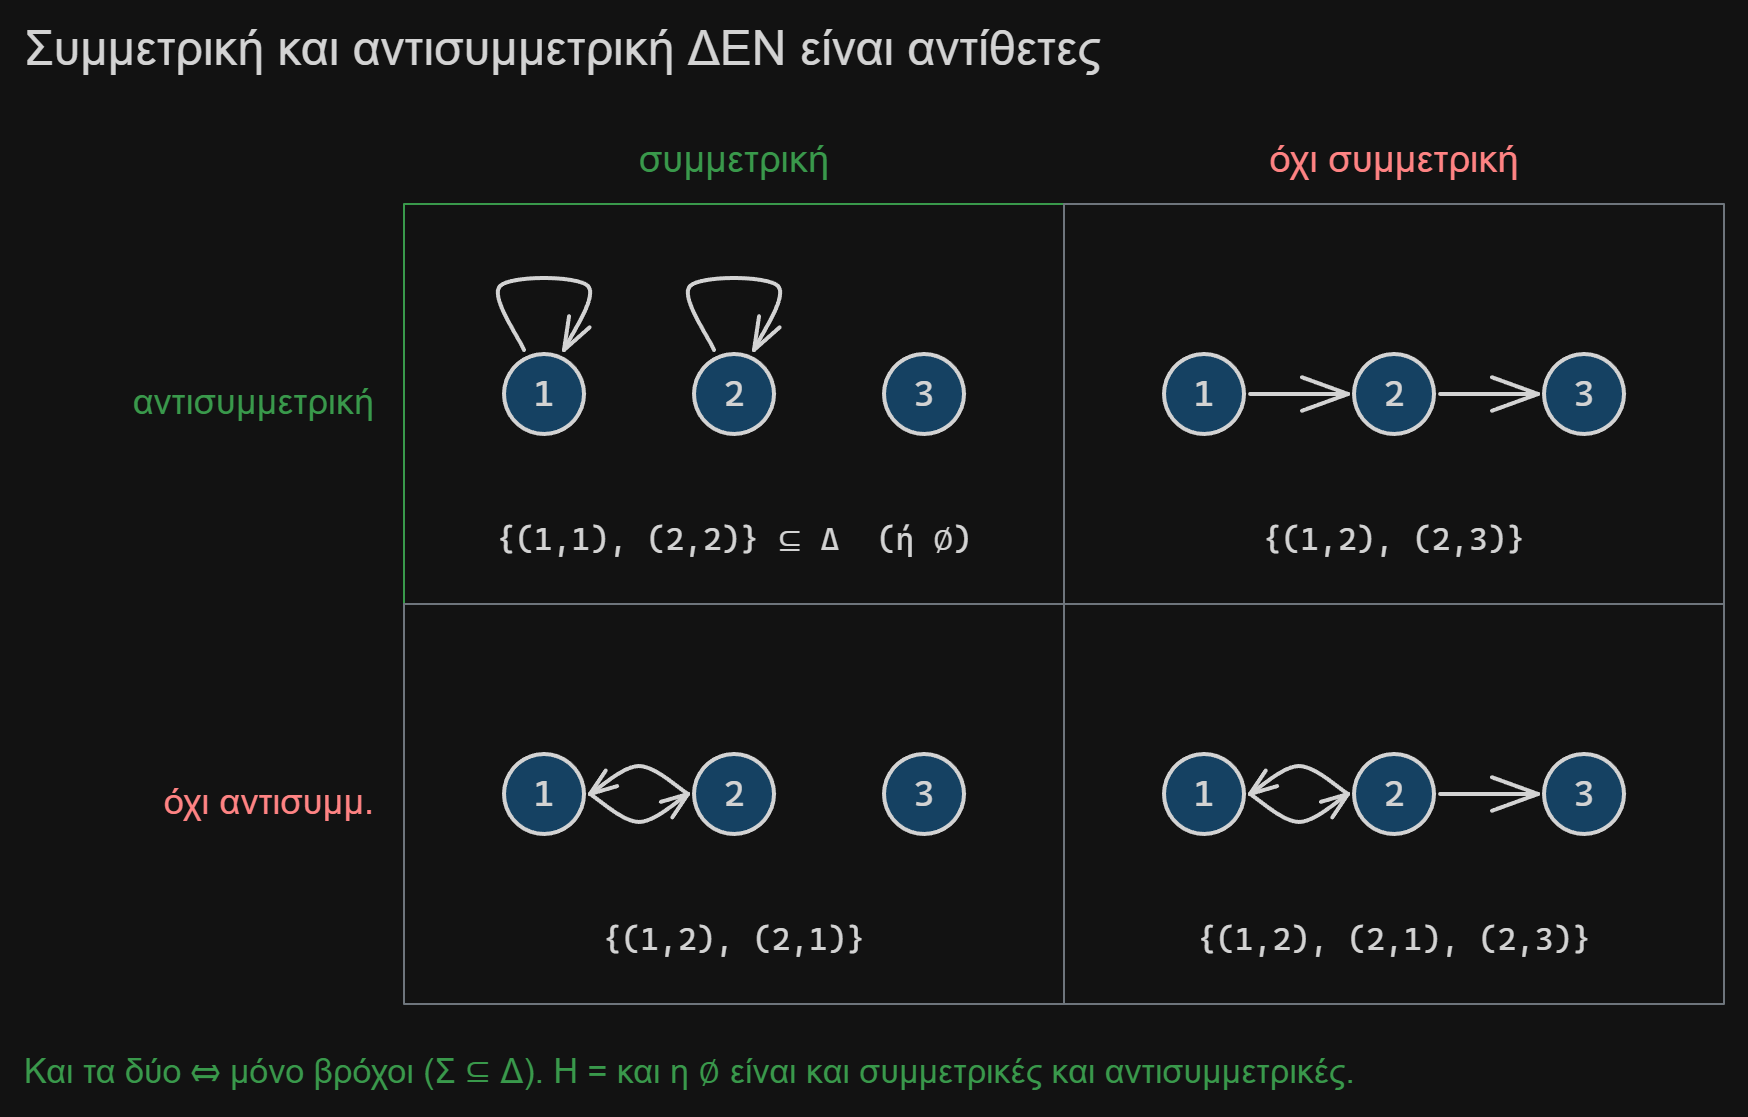 Συμμετρική και αντισυμμετρική ΔΕΝ είναι αντίθετες
συμμετρική
όχι συμμετρική
αντισυμμετρική
1 2 3
1 2 3
{(1,1), (2,2)} ⊆ Δ (ή ∅)
{(1,2), (2,3)}
όχι αντισυμμ.
1 2 3
1 2 3
{(1,2), (2,1)}
{(1,2), (2,1), (2,3)}
Και τα δύο ⇔ μόνο βρόχοι (Σ ⊆ Δ). Η = και η ∅ είναι και συμμετρικές και αντισυμμετρικές.